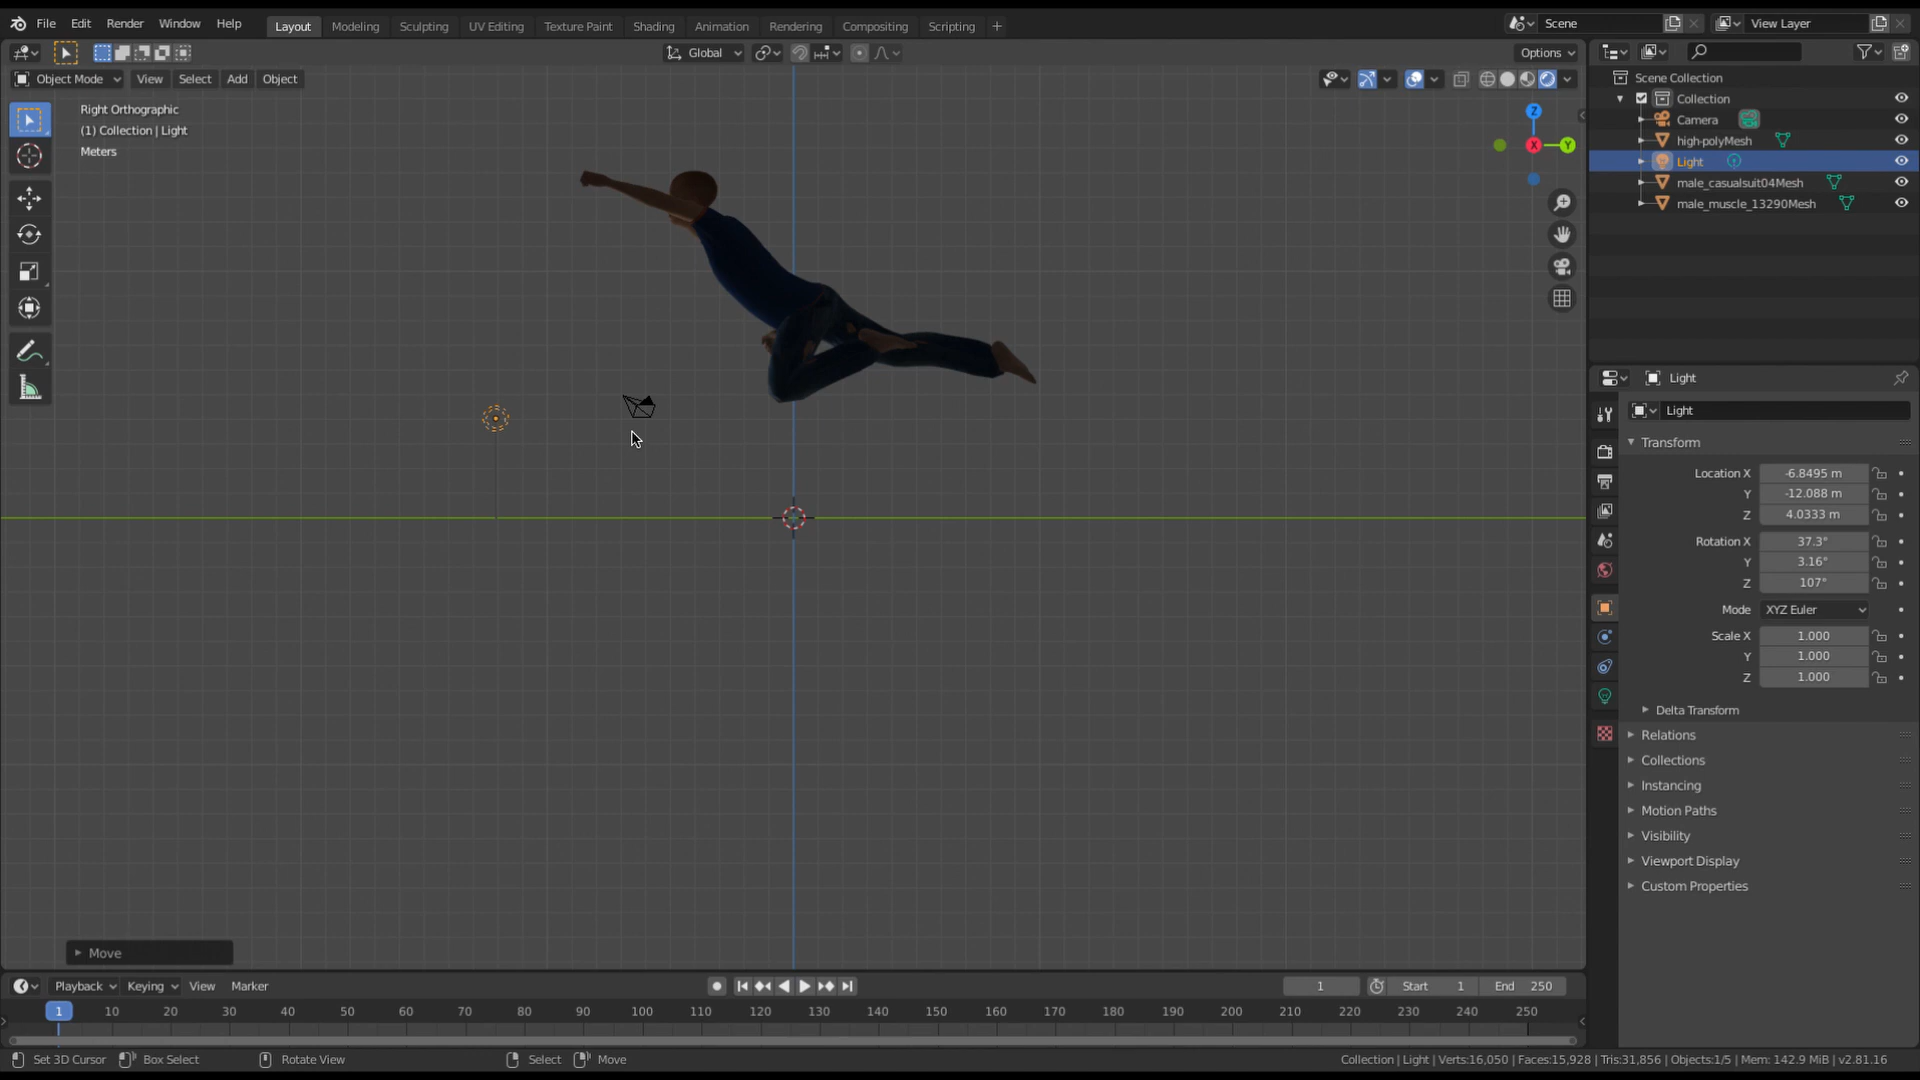 File Edit Render Window Help Layout Modeling Sculpting UV Editing Texture Paint Shading Animation Rendering Compositing Scripting + Scene View Layer
Global Options
Object Mode View Select Add Object
Right Orthographic
(1) Collection | Light
Meters
Z
X
Y
Scene Collection
Collection
Camera
high-polyMesh
Light
male_casualsuit04Mesh
male_muscle_13290Mesh
Light
Light
Transform
Location X -6.8495 m
Y -12.088 m
Z 4.0333 m
Rotation X 37.3°
Y 3.16°
Z 107°
Mode XYZ Euler
Scale X 1.000
Y 1.000
Z 1.000
Delta Transform
Relations
Collections
Instancing
Motion Paths
Visibility
Viewport Display
Custom Properties
Move
Playback Keying View Marker 1 Start 1 End 250
1 10 20 30 40 50 60 70 80 90 100 110 120 130 140 150 160 170 180 190 200 210 220 230 240 250
Set 3D Cursor Box Select Rotate View Select Move Collection | Light | Verts:16,050 | Faces:15,928 | Tris:31,856 | Objects:1/5 | Mem: 142.9 MiB | v2.81.16